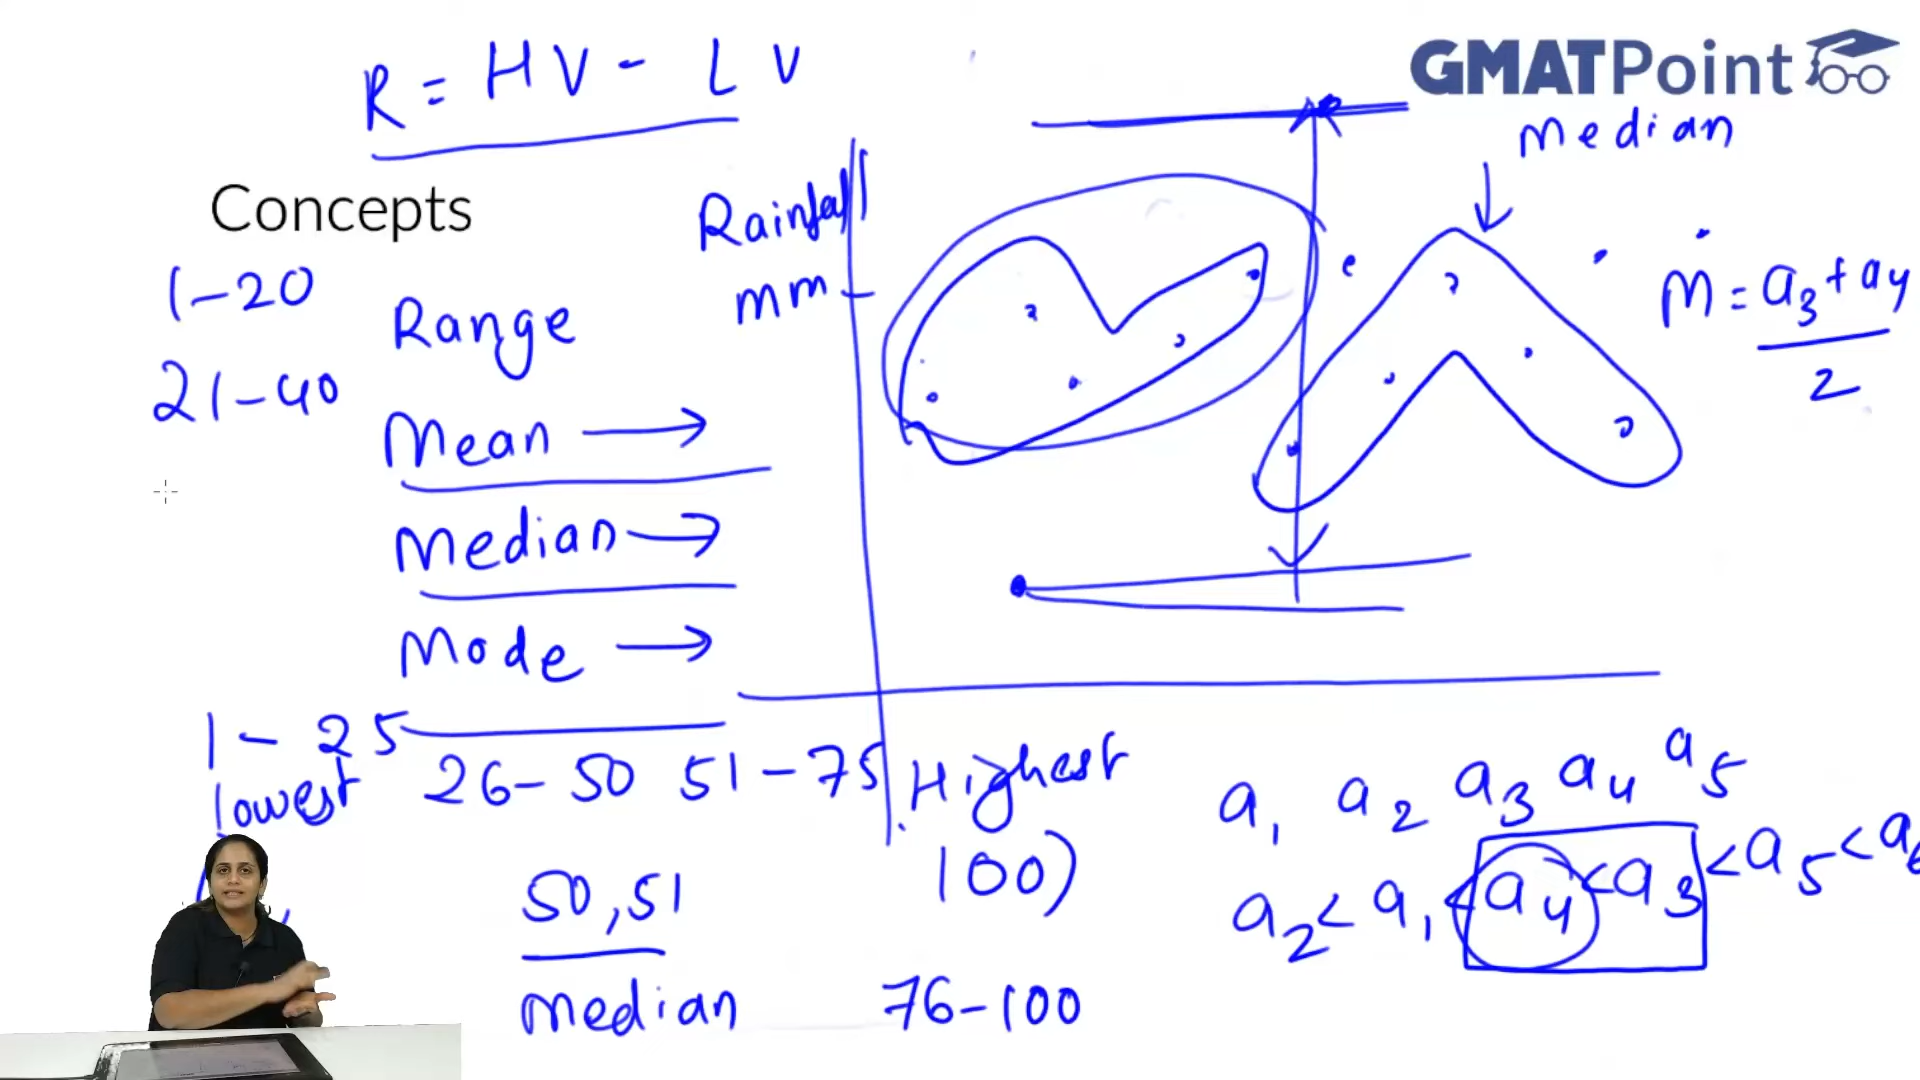 R = HV - LV
GMATPoint
Median
Concepts
Rainfall
mm
1-20
Range
M = a3 + a4
2
21-40
Mean →
Median →
Mode →
1 - 25
lowest
26- 50
51-75
Highest
100)
a1 a2 a3 a4 a5
a2 < a1 < a4 < a3 < a5 < a6
50,51
median
76-100